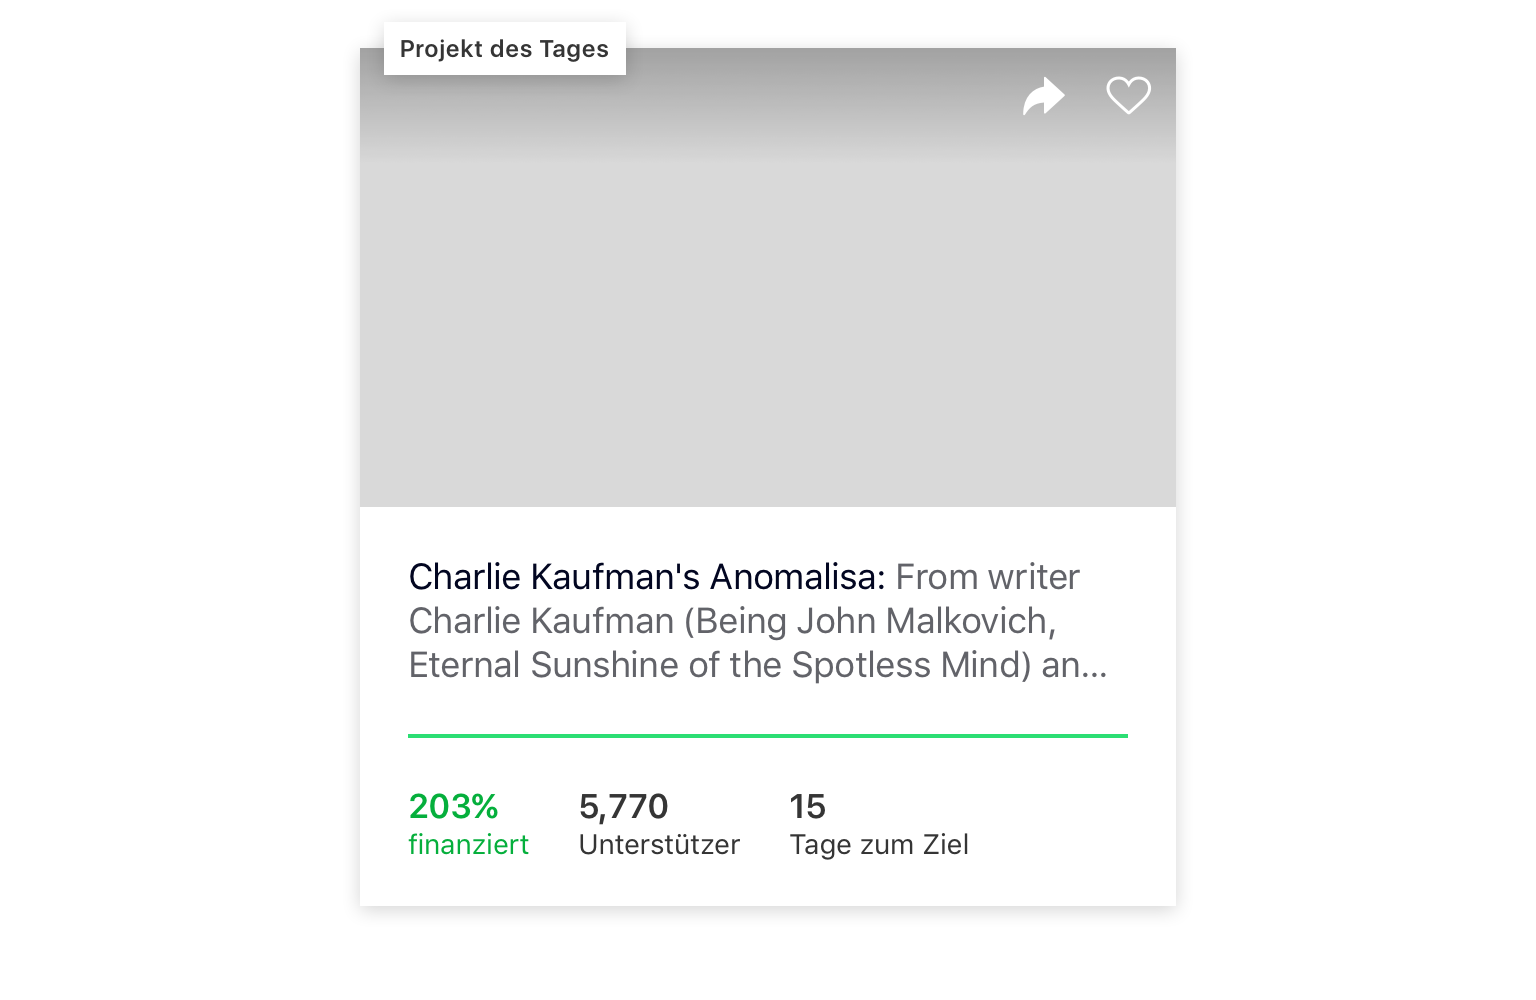 Projekt des Tages
Charlie Kaufman's Anomalisa: From writer
Charlie Kaufman (Being John Malkovich,
Eternal Sunshine of the Spotless Mind) an...
203% 5,770 15
finanziert Unterstützer Tage zum Ziel